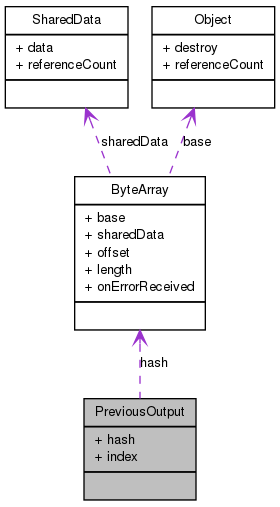 SharedData
+ data
+ referenceCount
Object
+ destroy
+ referenceCount
sharedData
base
ByteArray
+ base
+ sharedData
+ offset
+ length
+ onErrorReceived
hash
PreviousOutput
+ hash
+ index